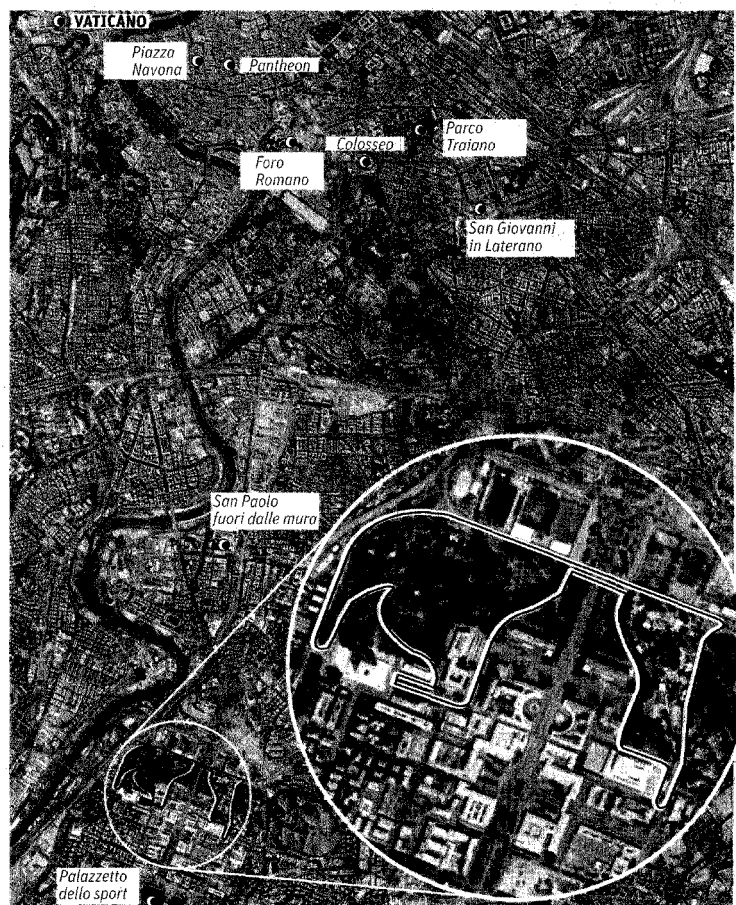 VATICANO
Piazza
Navona
Pantheon
Parco
Traiano
Colosseo
Foro
Romano
San Giovanni
in Laterano
San Paolo
fuori dalle mura
Palazzetto
dello sport